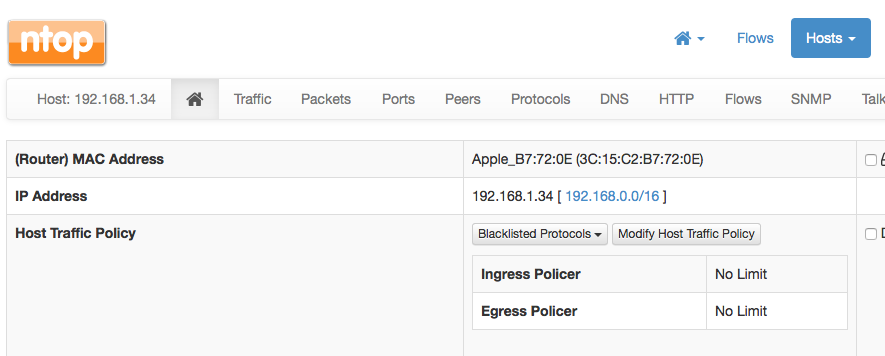 ntop
Flows
Hosts
Host: 192.168.1.34 Traffic Packets Ports Peers Protocols DNS HTTP Flows SNMP Talk
(Router) MAC Address Apple_B7:72:0E (3C:15:C2:B7:72:0E)
IP Address 192.168.1.34 [ 192.168.0.0/16 ]
Host Traffic Policy Blacklisted Protocols Modify Host Traffic Policy
Ingress Policer No Limit
Egress Policer No Limit